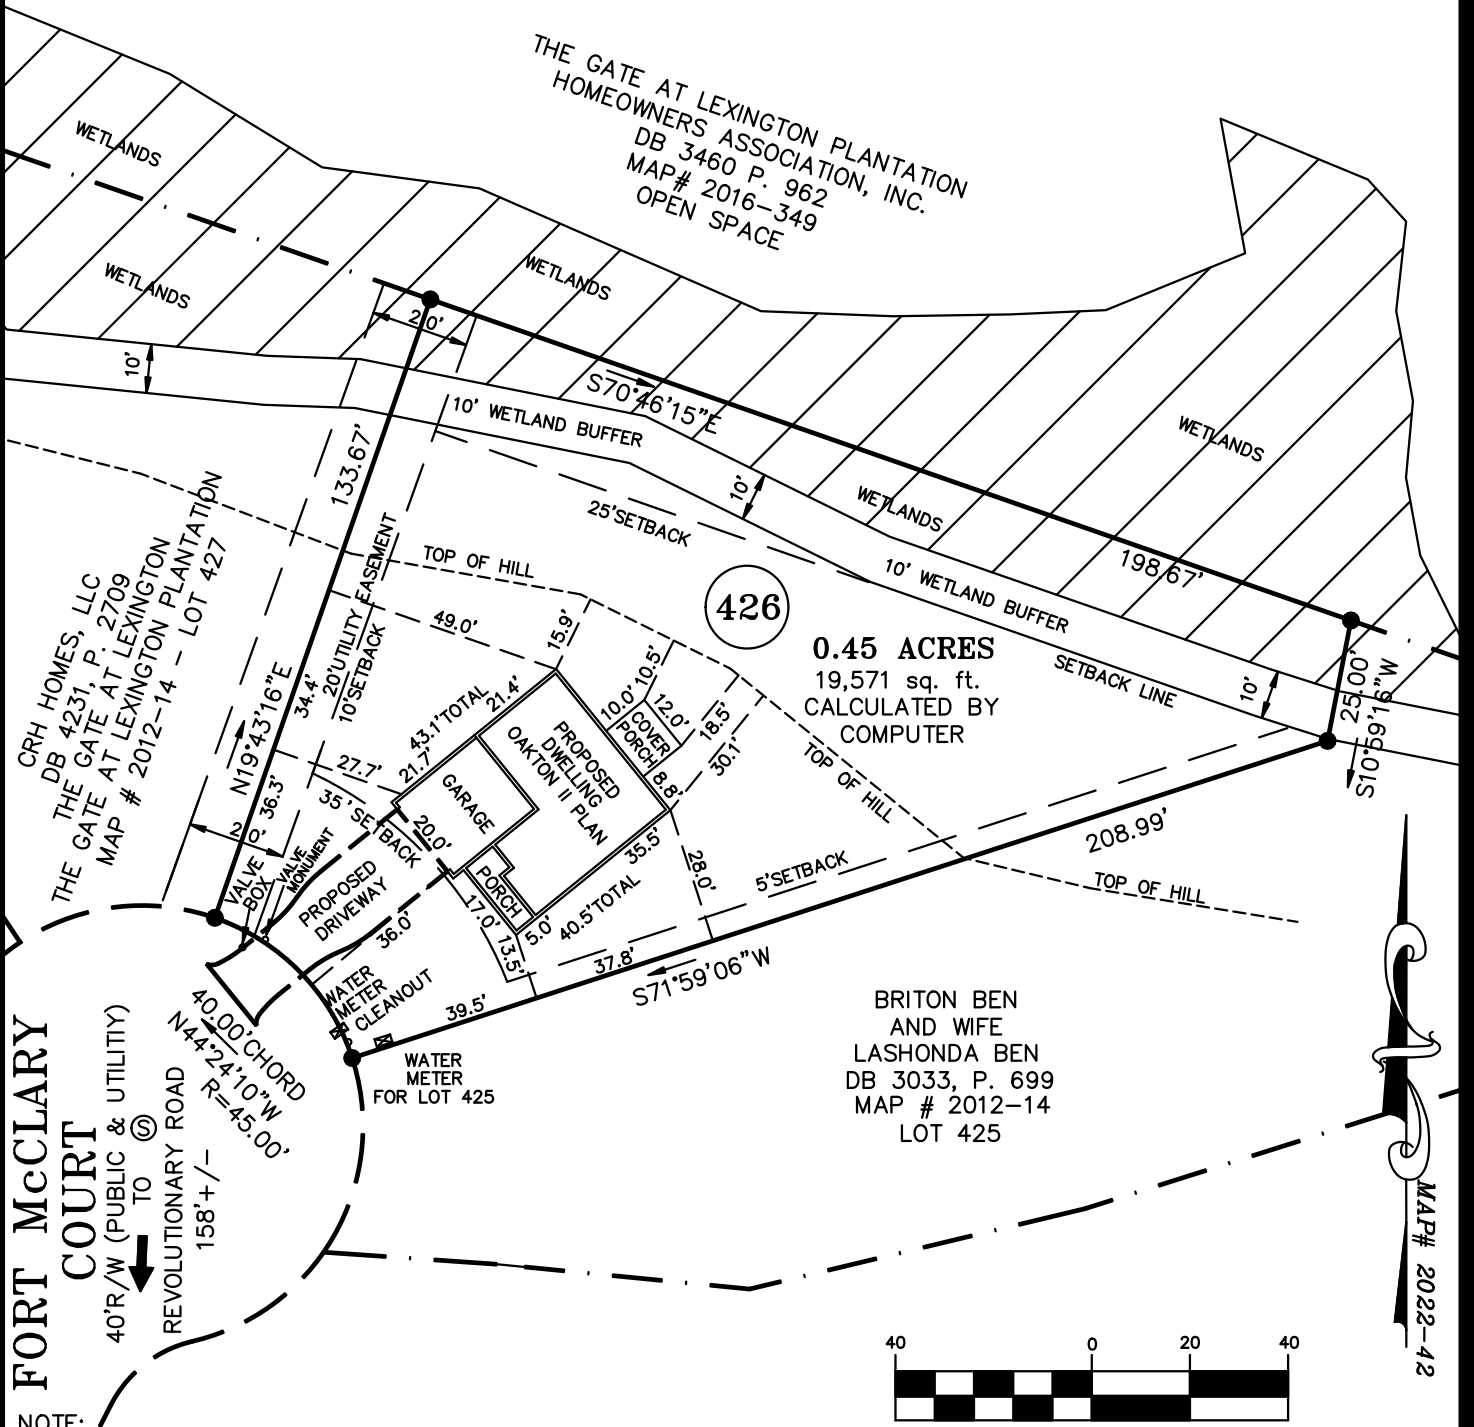 THE GATE AT LEXINGTON PLANTATION
HOMEOWNERS ASSOCIATION, INC.
DB 3460 P. 962
MAP# 2016-349
OPEN SPACE
WETLANDS
WETLANDS
WETLANDS
WETLANDS
WETLANDS
10'
133.67'
S70°46'15"E
10' WETLAND BUFFER
10'
25'SETBACK
198.67'
10' WETLAND BUFFER
SETBACK LINE
10'
25.00'
S10°59'16"W
TOP OF HILL
426
0.45 ACRES
19,571 sq. ft.
CALCULATED BY
COMPUTER
CRH HOMES, LLC
DB 4231, P. 2709
THE GATE AT LEXINGTON
THE GATE AT LEXINGTON PLANTATION
MAP # 2012-14 - LOT 427
N19°43'16"E
34.4'
20'UTILITY EASEMENT
10'SETBACK
49.0'
15.9'
43.1'TOTAL
21.4'
21.7'
10.0'
10.5'
12.0'
18.5'
30.1'
COVER
PORCH
8.8'
PROPOSED
DWELLING
OAKTON II PLAN
GARAGE
27.7'
35'SETBACK
36.3'
20.0'
35.5'
28.0'
40.5'TOTAL
PORCH
17.0'
5.0'
13.5'
VALVE
BOX
VALVE
MONUMENT
PROPOSED
DRIVEWAY
36.0'
WATER
METER
CLEANOUT
39.5'
37.8'
S71°59'06"W
5'SETBACK
208.99'
TOP OF HILL
TOP OF HILL
WATER
METER
FOR LOT 425
40.00'CHORD
N44°24'10"W
R=45.00'
BRITON BEN
AND WIFE
LASHONDA BEN
DB 3033, P. 699
MAP # 2012-14
LOT 425
FORT McCLARY
COURT
40'R/W (PUBLIC & UTILITIY)
TO S
REVOLUTIONARY ROAD
158'+/-
MAP# 2022-42
40 0 20 40
NOTE: